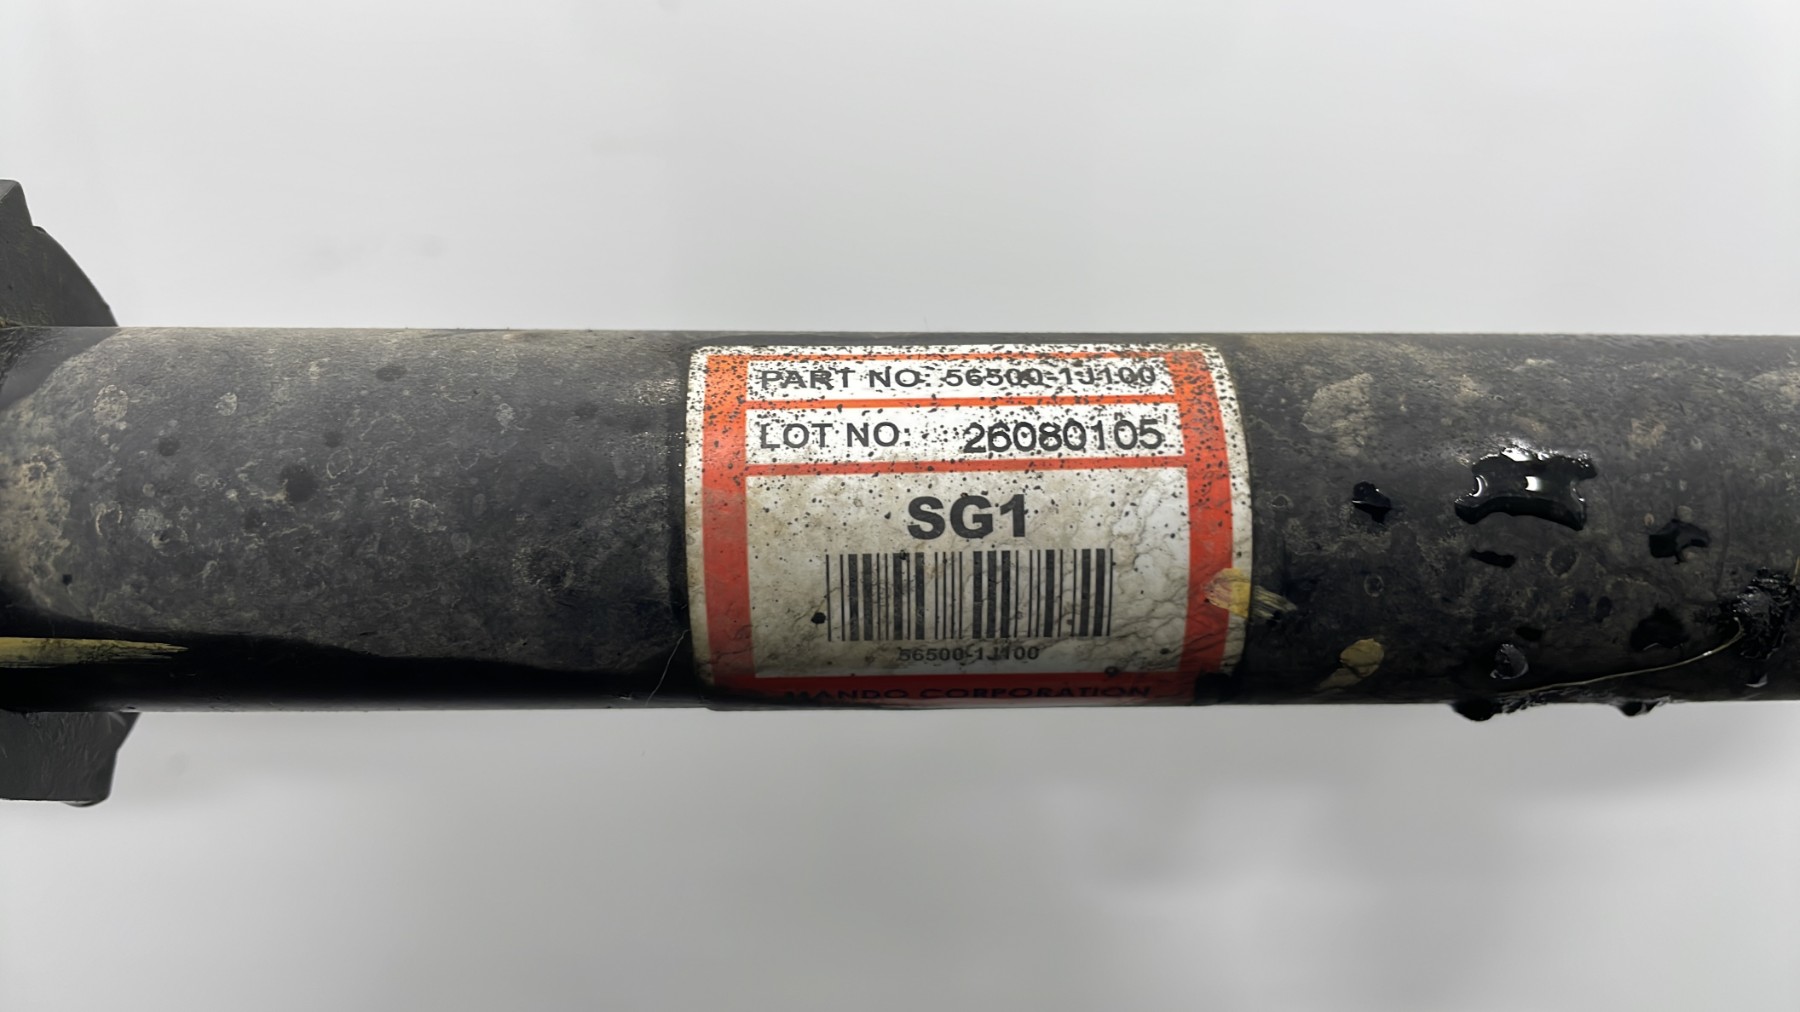 PART NO: 56500-1J100
LOT NO: 26080105
SG1
56500-1J100
MANDO CORPORATION